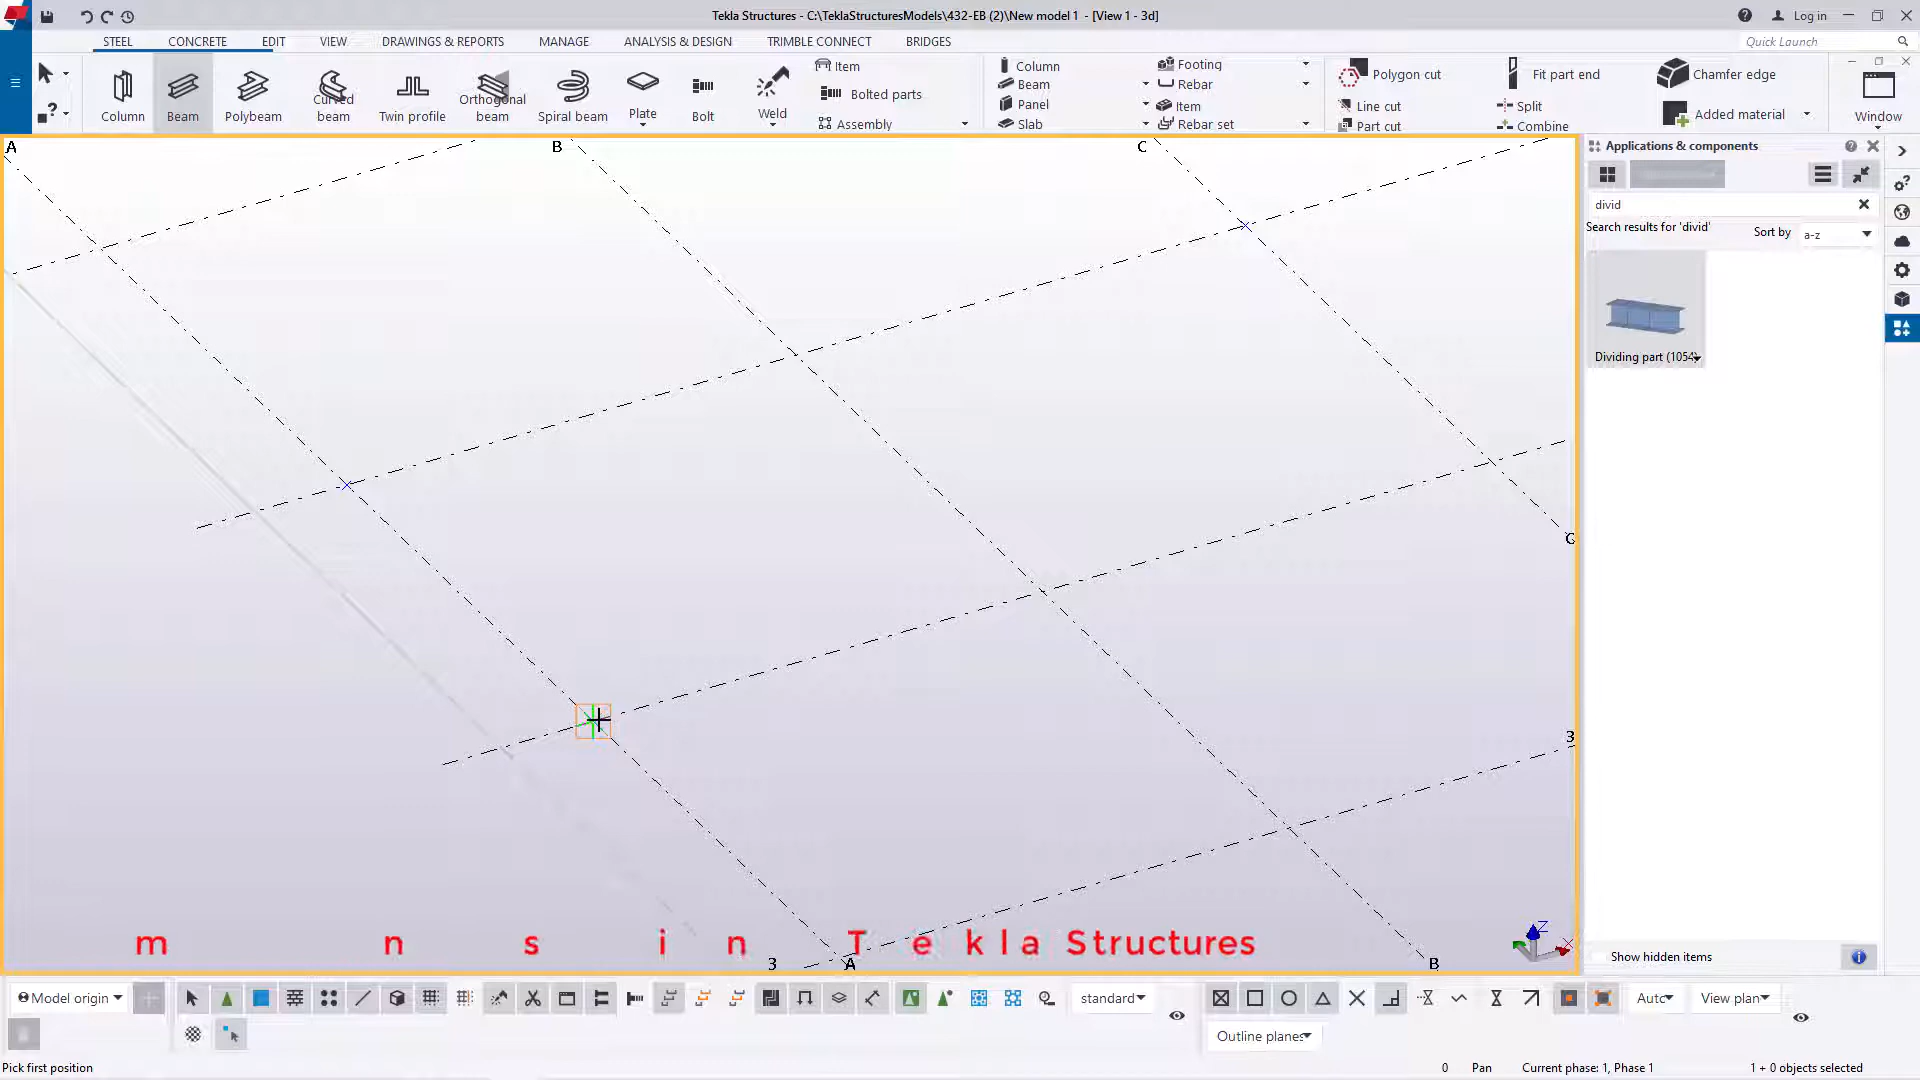 Tekla Structures - C:\TeklaStructuresModels\432-EB (2)\New model 1 - [View 1 - 3d]
Log in
STEEL CONCRETE EDIT VIEW DRAWINGS & REPORTS MANAGE ANALYSIS & DESIGN TRIMBLE CONNECT BRIDGES
Quick Launch
Column
Beam
Polybeam
Curved beam
Twin profile
Orthogonal beam
Spiral beam
Plate
Bolt
Weld
Item
Bolted parts
Assembly
Column
Beam
Panel
Slab
Footing
Rebar
Item
Rebar set
Polygon cut
Line cut
Part cut
Fit part end
Split
Combine
Chamfer edge
Added material
Window
A
B
C
Applications & components
divid
Search results for 'divid'
Sort by
a-z
Dividing part (1054)
C
3
m n s i n T e k l a Structures
3
A
B
Z
X
Show hidden items
Model origin
standard
Auto
View plan
Outline planes
Pick first position
0
Pan
Current phase: 1, Phase 1
1 + 0 objects selected